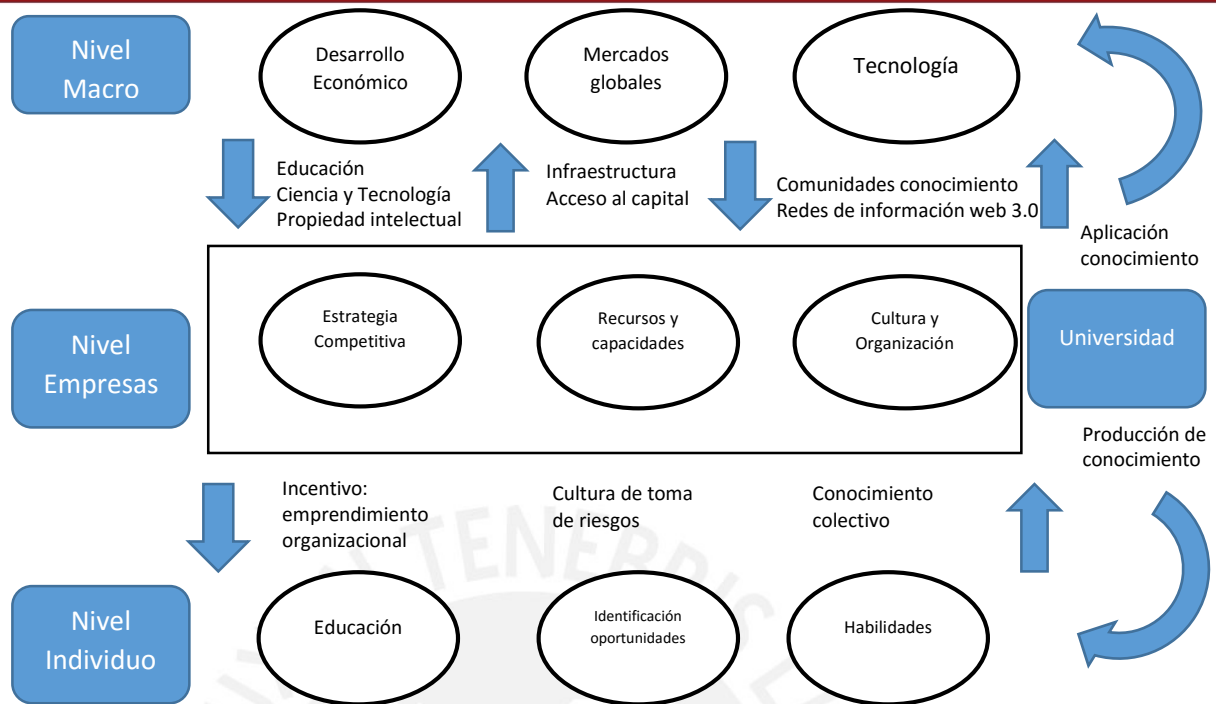 Nivel
Macro
Desarrollo
Económico
Mercados
globales
Tecnología
Educación
Ciencia y Tecnología
Propiedad intelectual
Infraestructura
Acceso al capital
Comunidades conocimiento
Redes de información web 3.0
Aplicación
conocimiento
Nivel
Empresas
Estrategia
Competitiva
Recursos y
capacidades
Cultura y
Organización
Universidad
Producción de
conocimiento
Incentivo:
emprendimiento
organizacional
Cultura de toma
de riesgos
Conocimiento
colectivo
Nivel
Individuo
Educación
Identificación
oportunidades
Habilidades
TENEBRIS